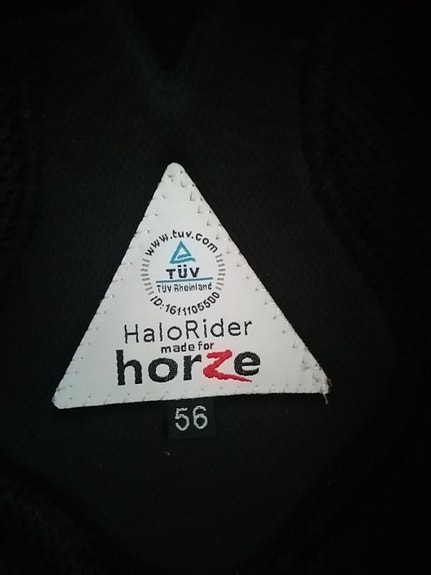 www.tuv.com
TÜV
TÜV Rheinland
ID:1611105500
HaloRider
made for
horze
56